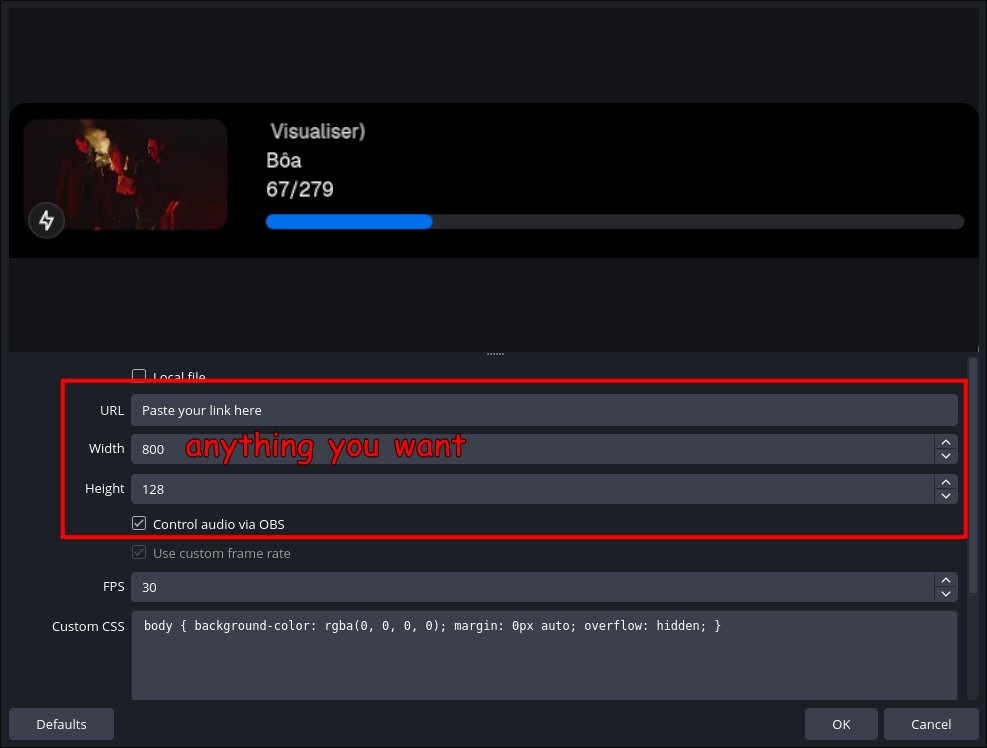 Visualiser)
Bôa
67/279
Local file
URL Paste your link here
Width 800 anything you want
Height 128
Control audio via OBS
Use custom frame rate
FPS 30
Custom CSS body { background-color: rgba(0, 0, 0, 0); margin: 0px auto; overflow: hidden; }
Defaults OK Cancel